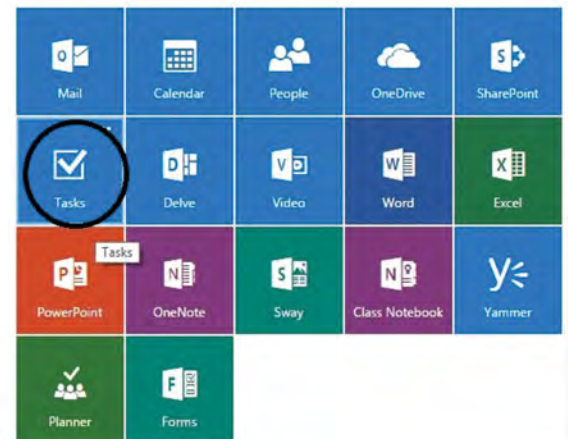 Mail Calendar People OneDrive SharePoint
Tasks Delve Video Word Excel
Tasks
PowerPoint OneNote Sway Class Notebook Yammer
Planner Forms